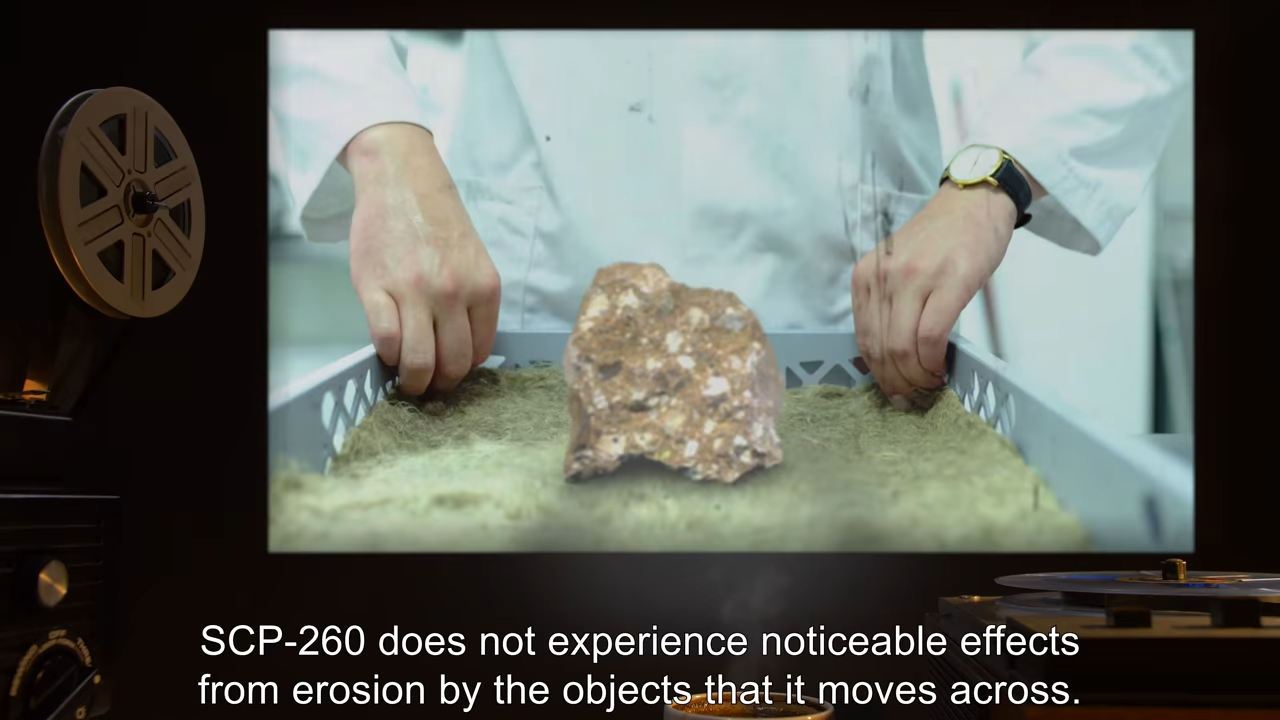 SCP-260 does not experience noticeable effects
from erosion by the objects that it moves across.